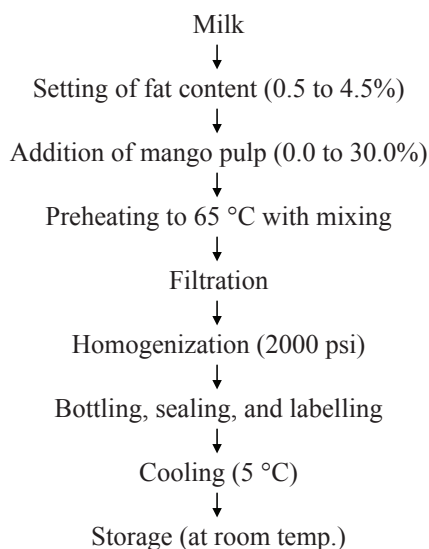 Milk
Setting of fat content (0.5 to 4.5%)
Addition of mango pulp (0.0 to 30.0%)
Preheating to 65 °C with mixing
Filtration
Homogenization (2000 psi)
Bottling, sealing, and labelling
Cooling (5 °C)
Storage (at room temp.)